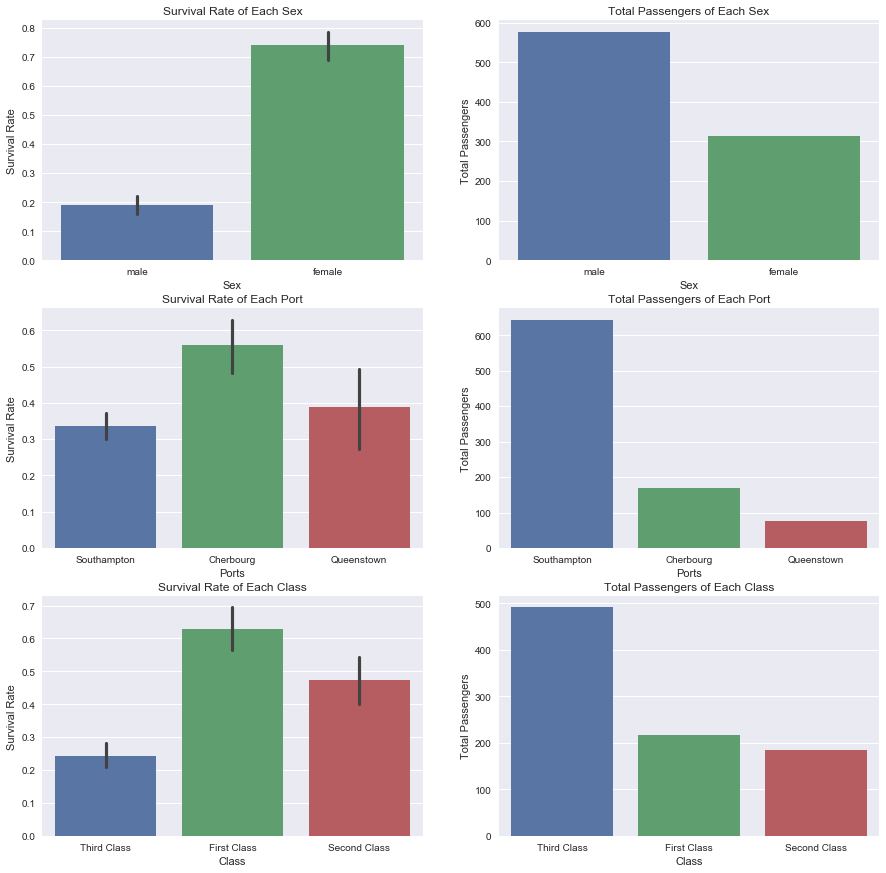 Survival Rate of Each Sex
Survival Rate
0.8
0.7
0.6
0.5
0.4
0.3
0.2
0.1
0.0
male female
Sex
Total Passengers of Each Sex
Total Passengers
600
500
400
300
200
100
0
male female
Sex
Survival Rate of Each Port
Survival Rate
0.6
0.5
0.4
0.3
0.2
0.1
0.0
Southampton Cherbourg Queenstown
Ports
Total Passengers of Each Port
Total Passengers
600
500
400
300
200
100
0
Southampton Cherbourg Queenstown
Ports
Survival Rate of Each Class
Survival Rate
0.7
0.6
0.5
0.4
0.3
0.2
0.1
0.0
Third Class First Class Second Class
Class
Total Passengers of Each Class
Total Passengers
500
400
300
200
100
0
Third Class First Class Second Class
Class